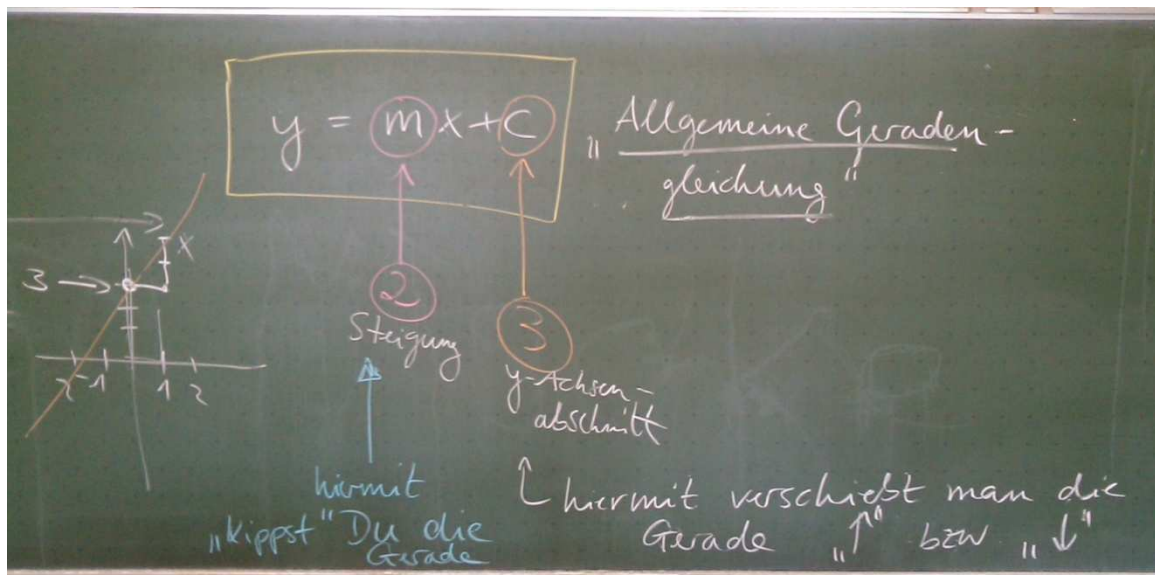 y = mx + c
„Allgemeine Geraden-
gleichung"
x
3
2 -1 1 2
2
Steigung
3
y-Achsen-
abschnitt
hiermit
„kippst" Du die
Gerade
hiermit verschiebt man die
Gerade „↑" bzw „↓"